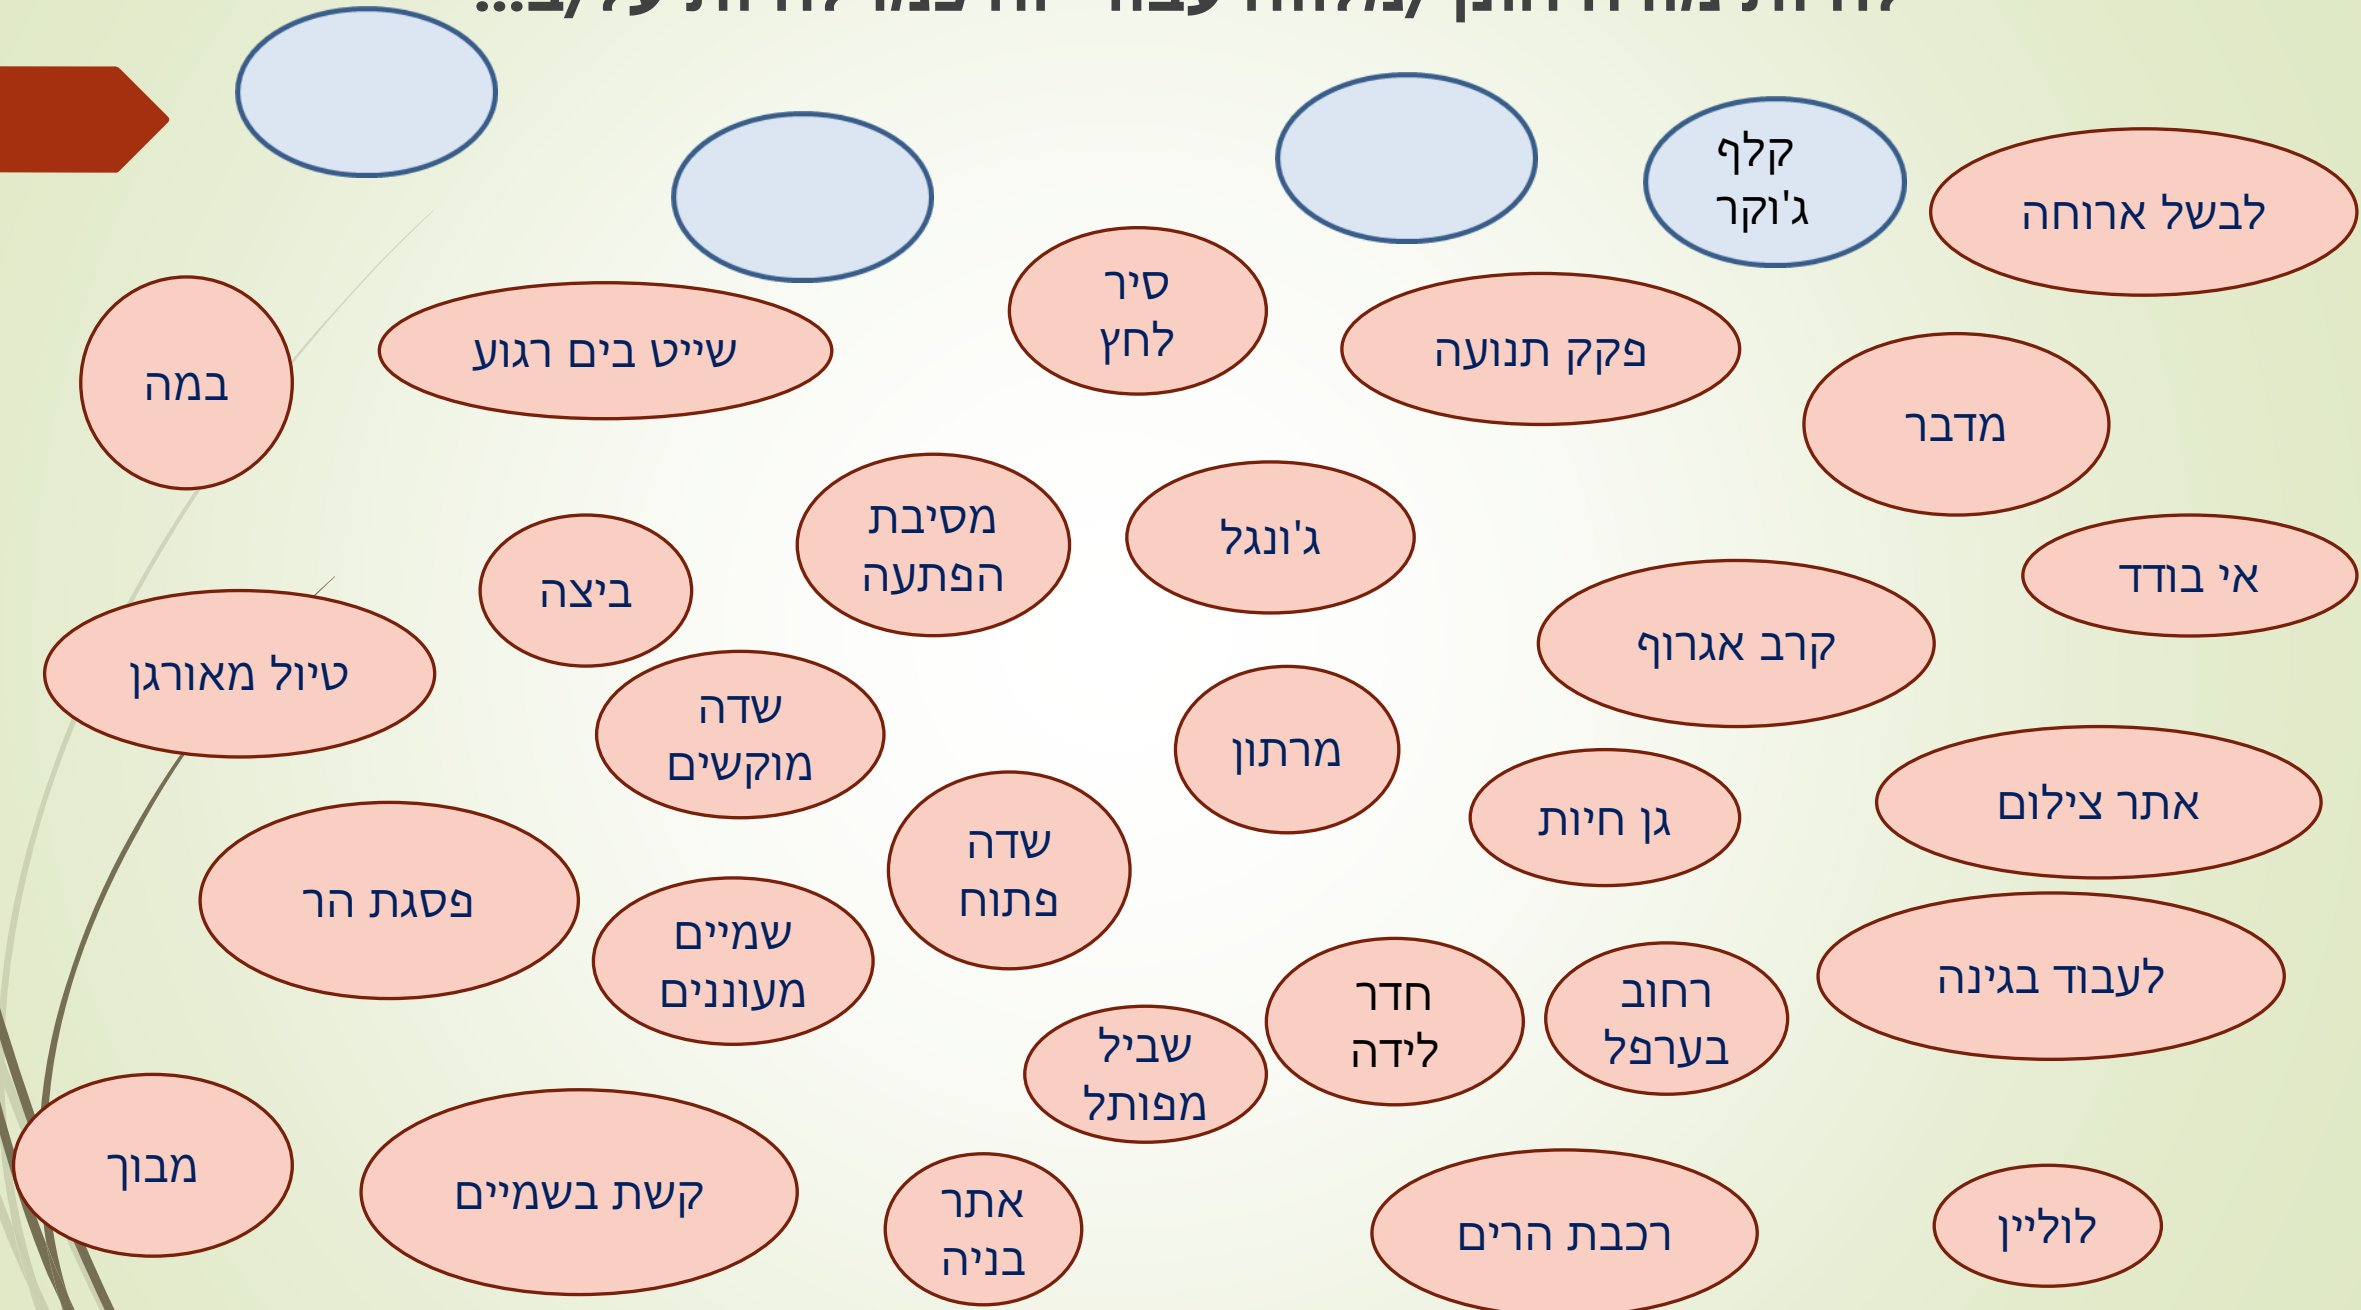 קלף
ג'וקר
לבשל ארוחה
סיר
לחץ
פקק תנועה
שייט בים רגוע
במה
מדבר
מסיבת
הפתעה
ג'ונגל
אי בודד
ביצה
קרב אגרוף
טיול מאורגן
שדה
מוקשים
מרתון
אתר צילום
גן חיות
שדה
פתוח
פסגת הר
שמיים
מעוננים
לעבוד בגינה
רחוב
בערפל
חדר
לידה
שביל
מפותל
מבוך
קשת בשמיים
אתר
בניה
רכבת הרים
לוליין